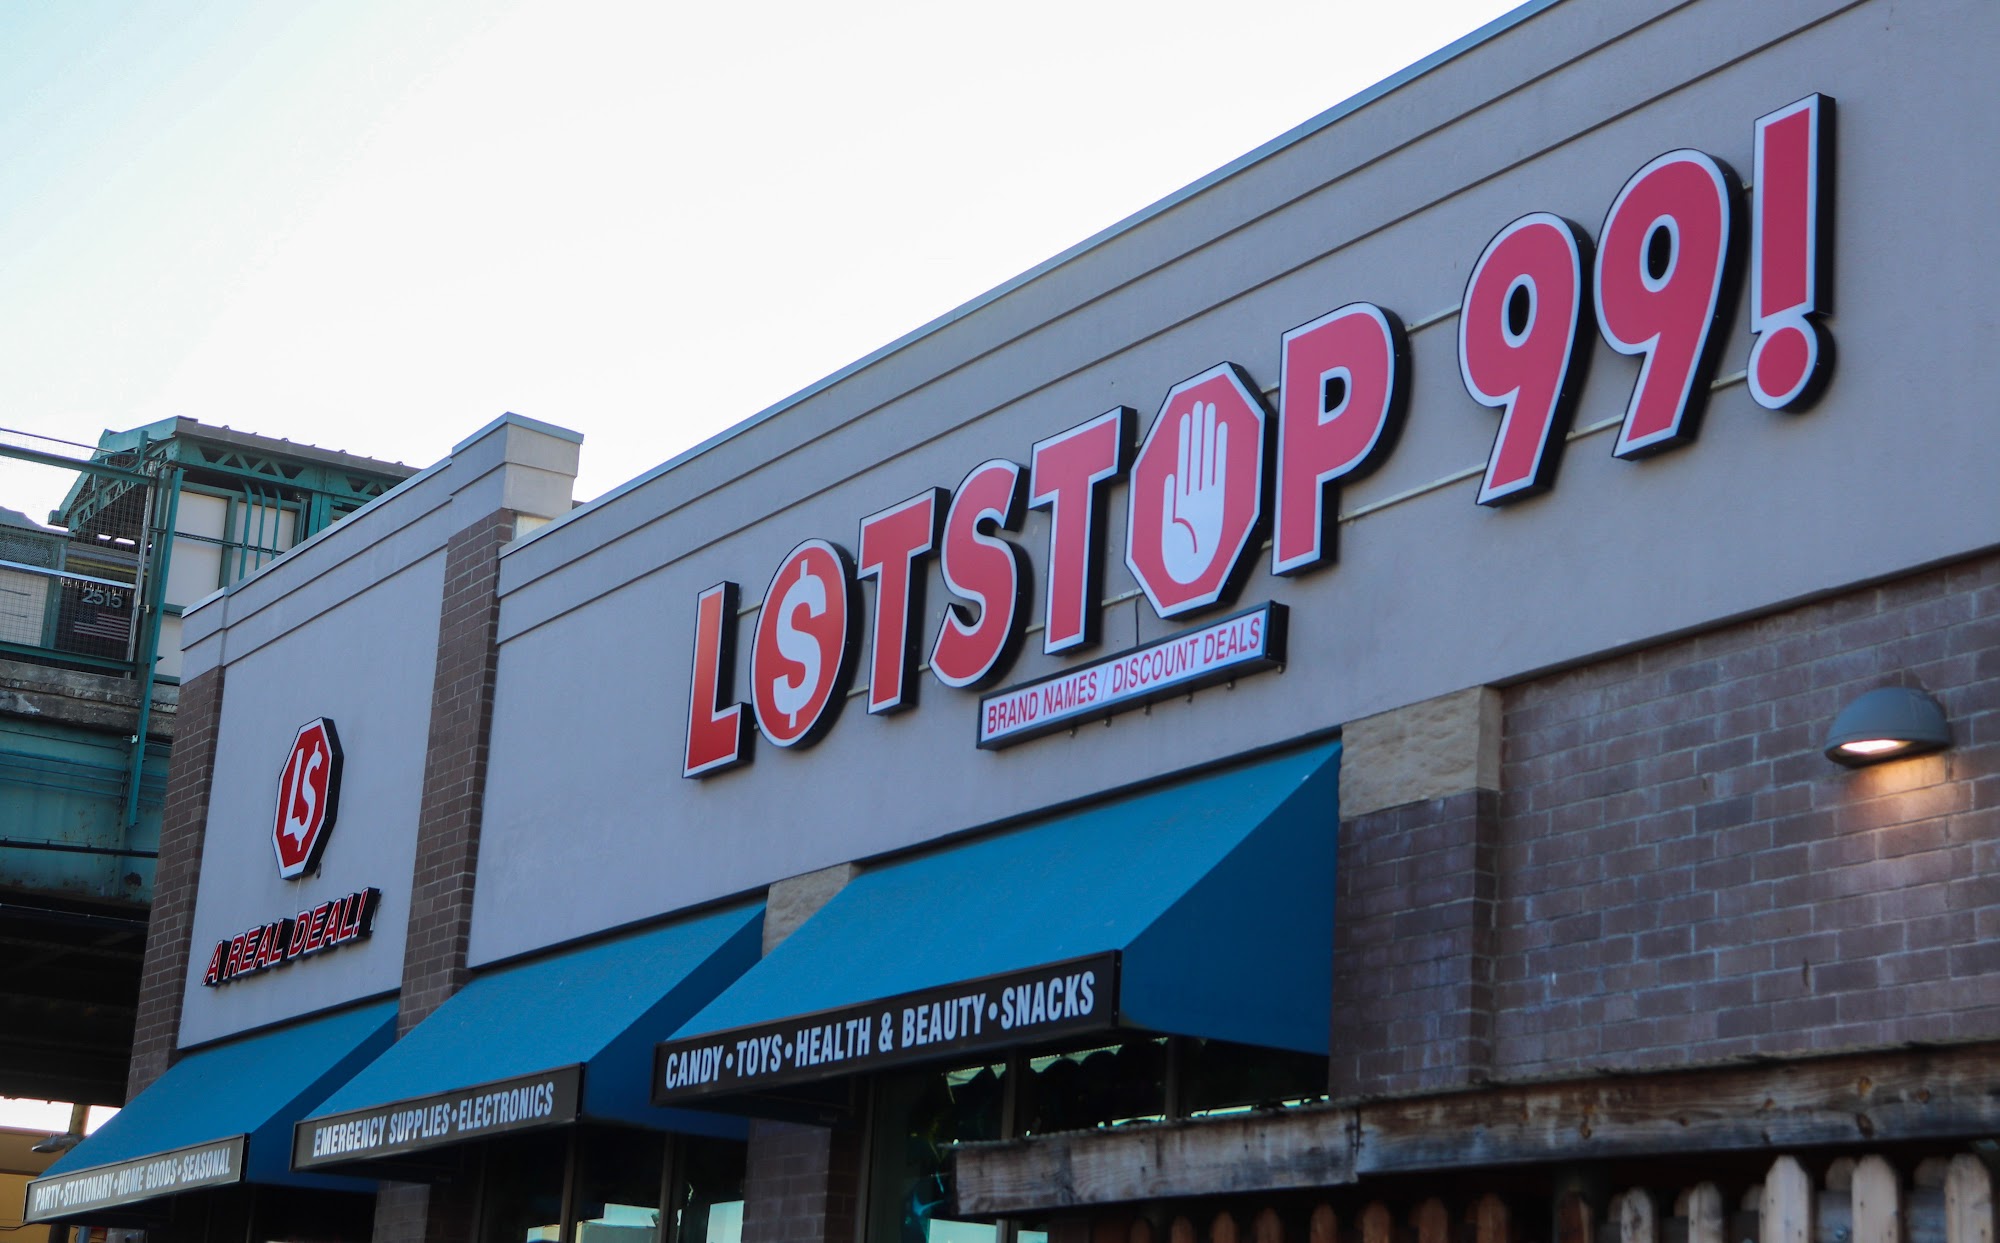 LOTSTOP 99!
BRAND NAMES / DISCOUNT DEALS
LS
A REAL DEAL!
2515
PARTY•STATIONARY•HOME GOODS•SEASONAL
EMERGENCY SUPPLIES•ELECTRONICS
CANDY•TOYS•HEALTH & BEAUTY•SNACKS